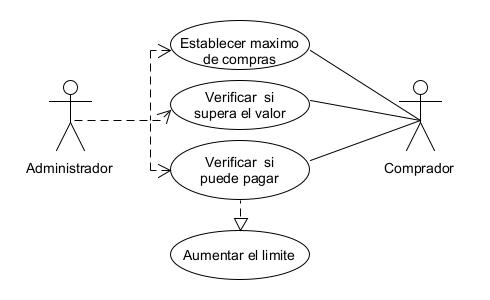 Establecer maximo
de compras
Verificar si
supera el valor
Administrador
Comprador
Verificar si
puede pagar
Aumentar el limite